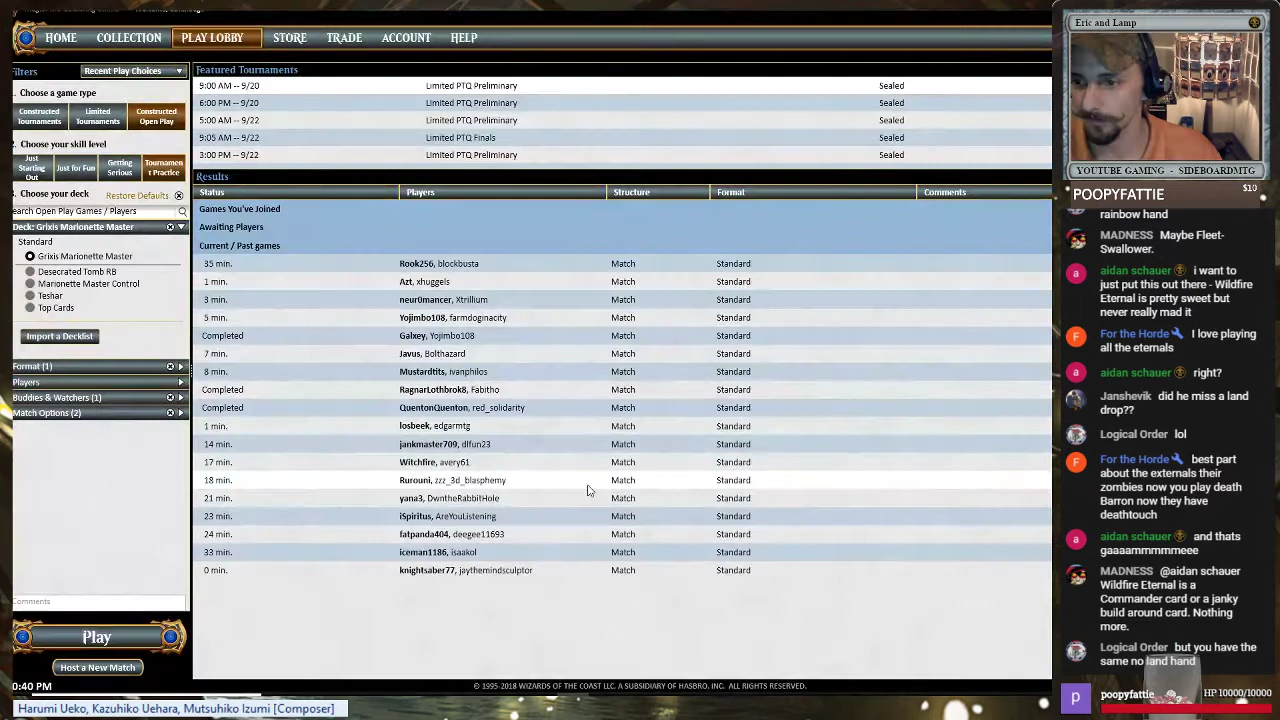 HOME COLLECTION PLAY LOBBY STORE TRADE ACCOUNT HELP
Filters Recent Play Choices
Choose a game type
Constructed Tournaments Limited Tournaments Constructed Open Play
Choose your skill level
Just Starting Out Just for Fun Getting Serious Tournament Practice
Choose your deck Restore Defaults
earch Open Play Games / Players
Deck: Grixis Marionette Master
Standard
Grixis Marionette Master
Desecrated Tomb RB
Marionette Master Control
Teshar
Top Cards
Import a Decklist
Format (1)
Players
Buddies & Watchers (1)
Match Options (2)
Comments
Play
Host a New Match
0:40 PM
Harumi Ueko, Kazuhiko Uehara, Mutsuhiko Izumi [Composer]
Featured Tournaments
9:00 AM -- 9/20 Limited PTQ Preliminary Sealed
6:00 PM -- 9/20 Limited PTQ Preliminary Sealed
5:00 AM -- 9/22 Limited PTQ Preliminary Sealed
9:05 AM -- 9/22 Limited PTQ Finals Sealed
3:00 PM -- 9/22 Limited PTQ Preliminary Sealed
Results
Status Players Structure Format Comments
Games You've Joined
Awaiting Players
Current / Past games
35 min. Rook256, blockbusta Match Standard
1 min. Azt, xhuggels Match Standard
3 min. neur0mancer, Xtrillium Match Standard
5 min. Yojimbo108, farmdoginacity Match Standard
Completed Galxey, Yojimbo108 Match Standard
7 min. Javus, Bolthazard Match Standard
8 min. Mustardtits, ivanphilos Match Standard
Completed RagnarLothbrok8, Fabitho Match Standard
Completed QuentonQuenton, red_solidarity Match Standard
1 min. losbeek, edgarmtg Match Standard
14 min. jankmaster709, dlfun23 Match Standard
17 min. Witchfire, avery61 Match Standard
18 min. Rurouni, zzz_3d_blasphemy Match Standard
21 min. yana3, DwntheRabbitHole Match Standard
23 min. iSpiritus, AreYouListening Match Standard
24 min. fatpanda404, deegee11693 Match Standard
33 min. iceman1186, isaakol Match Standard
0 min. knightsaber77, jaythemindsculptor Match Standard
© 1995-2018 WIZARDS OF THE COAST LLC, A SUBSIDIARY OF HASBRO, INC. ALL RIGHTS RESERVED.
Eric and Lamp
YOUTUBE GAMING - SIDEBOARDMTG
POOPYFATTIE $10
rainbow hand
MADNESS Maybe Fleet-
Swallower.
aidan schauer i want to
just put this out there - Wildfire
Eternal is pretty sweet but
never really mad it
For the Horde I love playing
all the eternals
aidan schauer right?
Janshevik did he miss a land
drop??
Logical Order lol
For the Horde best part
about the externals their
zombies now you play death
Barron now they have
deathtouch
aidan schauer and thats
gaaaammmmmeee
MADNESS @aidan schauer
Wildfire Eternal is a
Commander card or a janky
build around card. Nothing
more.
Logical Order but you have the
same no land hand
p poopyfattie HP 10000/10000